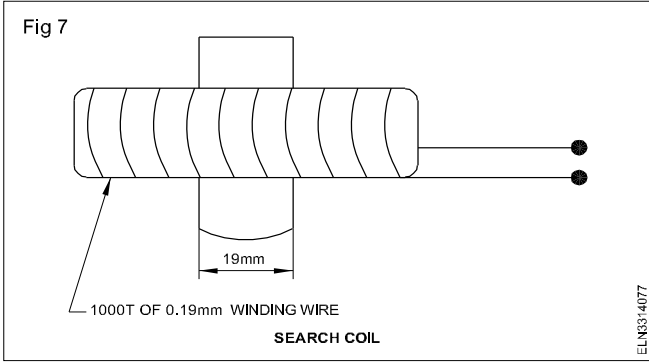 Fig 7
19mm
1000T OF 0.19mm WINDING WIRE
SEARCH COIL
ELN3314077